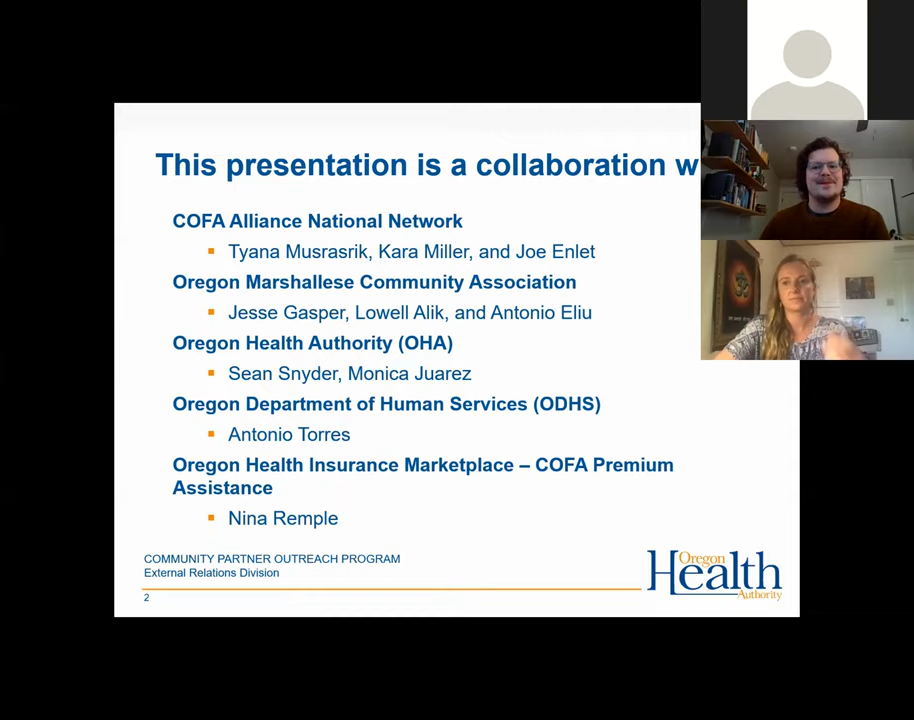 This presentation is a collaboration w
COFA Alliance National Network
▪ Tyana Musrasrik, Kara Miller, and Joe Enlet
Oregon Marshallese Community Association
▪ Jesse Gasper, Lowell Alik, and Antonio Eliu
Oregon Health Authority (OHA)
▪ Sean Snyder, Monica Juarez
Oregon Department of Human Services (ODHS)
▪ Antonio Torres
Oregon Health Insurance Marketplace – COFA Premium
Assistance
▪ Nina Remple
COMMUNITY PARTNER OUTREACH PROGRAM
External Relations Division
2
Oregon
Health
Authority